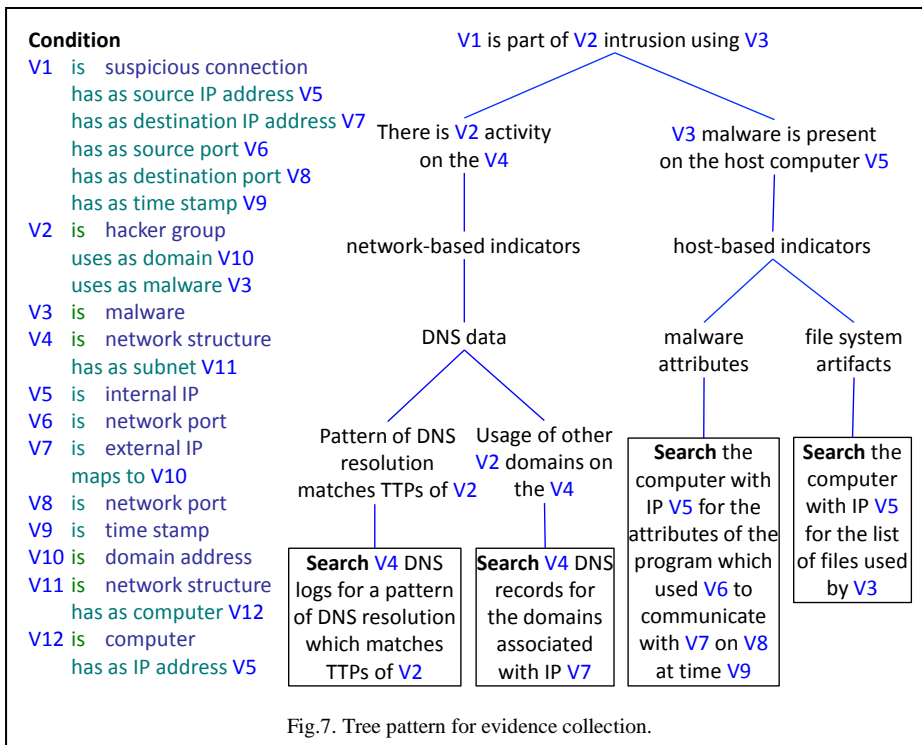 Condition
V1 is suspicious connection
has as source IP address V5
has as destination IP address V7
has as source port V6
has as destination port V8
has as time stamp V9
V2 is hacker group
uses as domain V10
uses as malware V3
V3 is malware
V4 is network structure
has as subnet V11
V5 is internal IP
V6 is network port
V7 is external IP
maps to V10
V8 is network port
V9 is time stamp
V10 is domain address
V11 is network structure
has as computer V12
V12 is computer
has as IP address V5
V1 is part of V2 intrusion using V3
There is V2 activity
on the V4
V3 malware is present
on the host computer V5
network-based indicators
host-based indicators
DNS data
malware
attributes
file system
artifacts
Pattern of DNS
resolution
matches TTPs of V2
Usage of other
V2 domains on
the V4
Search V4 DNS
logs for a pattern
of DNS resolution
which matches
TTPs of V2
Search V4 DNS
records for
the domains
associated
with IP V7
Search the
computer with
IP V5 for the
attributes of the
program which
used V6 to
communicate
with V7 on V8
at time V9
Search the
computer
with IP V5
for the list
of files used
by V3
Fig.7. Tree pattern for evidence collection.